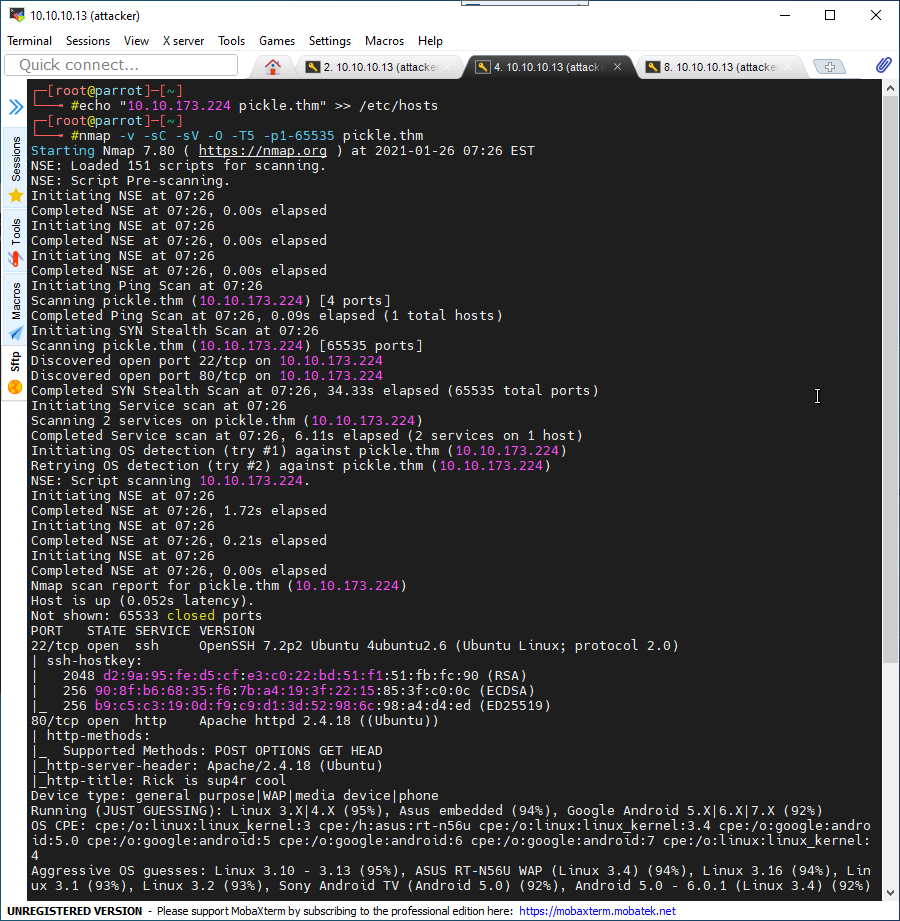 10.10.10.13 (attacker)
Terminal Sessions View X server Tools Games Settings Macros Help
Quick connect...
2. 10.10.10.13 (attacke
4. 10.10.10.13 (attack
8. 10.10.10.13 (attacke
Sessions
Tools
Macros
Sftp
┌─[root@parrot]─[~]
└──╼ #echo "10.10.173.224 pickle.thm" >> /etc/hosts
┌─[root@parrot]─[~]
└──╼ #nmap -v -sC -sV -O -T5 -p1-65535 pickle.thm
Starting Nmap 7.80 ( https://nmap.org ) at 2021-01-26 07:26 EST
NSE: Loaded 151 scripts for scanning.
NSE: Script Pre-scanning.
Initiating NSE at 07:26
Completed NSE at 07:26, 0.00s elapsed
Initiating NSE at 07:26
Completed NSE at 07:26, 0.00s elapsed
Initiating NSE at 07:26
Completed NSE at 07:26, 0.00s elapsed
Initiating Ping Scan at 07:26
Scanning pickle.thm (10.10.173.224) [4 ports]
Completed Ping Scan at 07:26, 0.09s elapsed (1 total hosts)
Initiating SYN Stealth Scan at 07:26
Scanning pickle.thm (10.10.173.224) [65535 ports]
Discovered open port 22/tcp on 10.10.173.224
Discovered open port 80/tcp on 10.10.173.224
Completed SYN Stealth Scan at 07:26, 34.33s elapsed (65535 total ports)
Initiating Service scan at 07:26
Scanning 2 services on pickle.thm (10.10.173.224)
Completed Service scan at 07:26, 6.11s elapsed (2 services on 1 host)
Initiating OS detection (try #1) against pickle.thm (10.10.173.224)
Retrying OS detection (try #2) against pickle.thm (10.10.173.224)
NSE: Script scanning 10.10.173.224.
Initiating NSE at 07:26
Completed NSE at 07:26, 1.72s elapsed
Initiating NSE at 07:26
Completed NSE at 07:26, 0.21s elapsed
Initiating NSE at 07:26
Completed NSE at 07:26, 0.00s elapsed
Nmap scan report for pickle.thm (10.10.173.224)
Host is up (0.052s latency).
Not shown: 65533 closed ports
PORT   STATE SERVICE VERSION
22/tcp open  ssh     OpenSSH 7.2p2 Ubuntu 4ubuntu2.6 (Ubuntu Linux; protocol 2.0)
| ssh-hostkey:
|   2048 d2:9a:95:fe:d5:cf:e3:c0:22:bd:51:f1:51:fb:fc:90 (RSA)
|   256 90:8f:b6:68:35:f6:7b:a4:19:3f:22:15:85:3f:c0:0c (ECDSA)
|_  256 b9:c5:c3:19:0d:f9:c9:d1:3d:52:98:6c:98:a4:d4:ed (ED25519)
80/tcp open  http    Apache httpd 2.4.18 ((Ubuntu))
| http-methods:
|_  Supported Methods: POST OPTIONS GET HEAD
|_http-server-header: Apache/2.4.18 (Ubuntu)
|_http-title: Rick is sup4r cool
Device type: general purpose|WAP|media device|phone
Running (JUST GUESSING): Linux 3.X|4.X (95%), Asus embedded (94%), Google Android 5.X|6.X|7.X (92%)
OS CPE: cpe:/o:linux:linux_kernel:3 cpe:/h:asus:rt-n56u cpe:/o:linux:linux_kernel:3.4 cpe:/o:google:andro
id:5.0 cpe:/o:google:android:5 cpe:/o:google:android:6 cpe:/o:google:android:7 cpe:/o:linux:linux_kernel:
4
Aggressive OS guesses: Linux 3.10 - 3.13 (95%), ASUS RT-N56U WAP (Linux 3.4) (94%), Linux 3.16 (94%), Lin
ux 3.1 (93%), Linux 3.2 (93%), Sony Android TV (Android 5.0) (92%), Android 5.0 - 6.0.1 (Linux 3.4) (92%)
UNREGISTERED VERSION - Please support MobaXterm by subscribing to the professional edition here: https://mobaxterm.mobatek.net